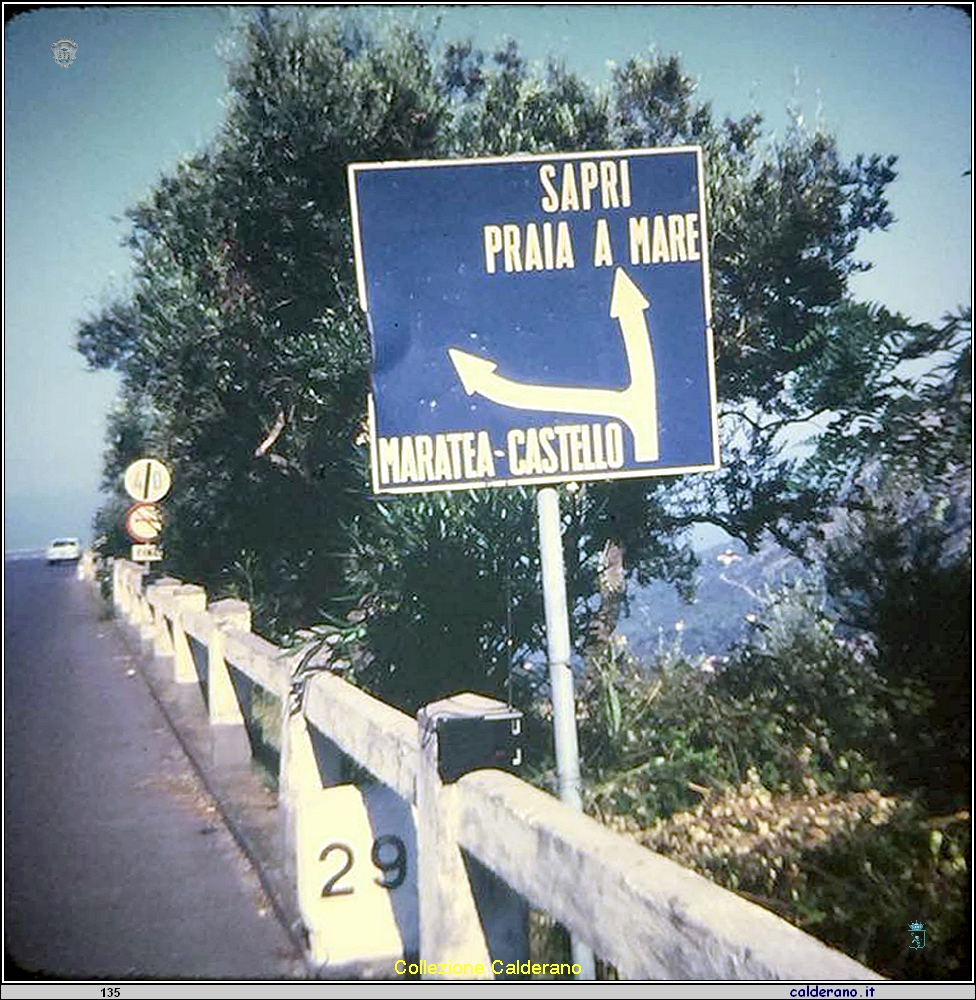 SAPRI
PRAIA A MARE
MARATEA-CASTELLO
40
29
Collezione Calderano
135
calderano.it